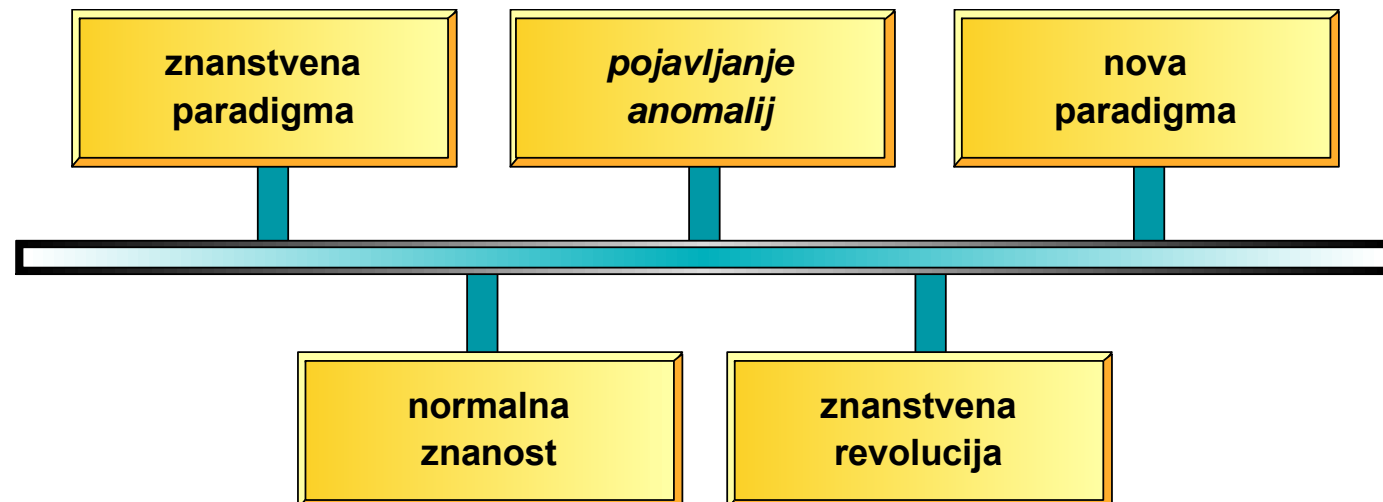 znanstvena
paradigma
pojavljanje
anomalij
nova
paradigma
normalna
znanost
znanstvena
revolucija